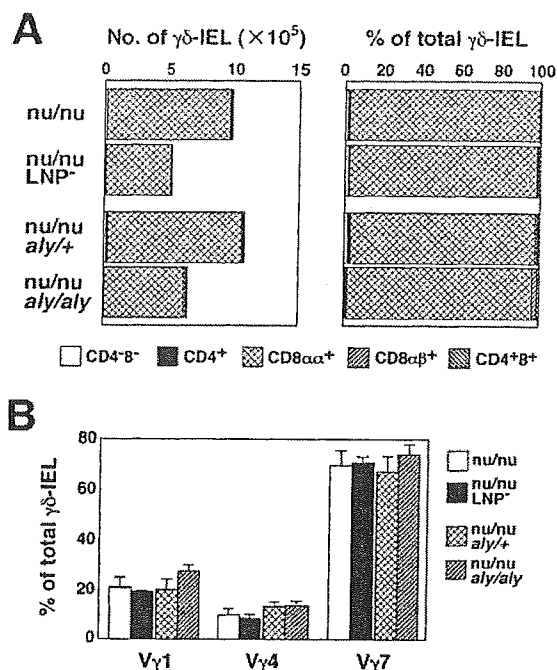 A
No. of γδ-IEL (×10⁵)
% of total γδ-IEL
0 5 10 15
0 20 40 60 80 100
nu/nu
nu/nu
LNP⁻
nu/nu
aly/+
nu/nu
aly/aly
CD4⁻8⁻ CD4⁺ CD8αα⁺ CD8αβ⁺ CD4⁺8⁺
B
% of total γδ-IEL
80
60
40
20
0
Vγ1 Vγ4 Vγ7
nu/nu
nu/nu
LNP⁻
nu/nu
aly/+
nu/nu
aly/aly